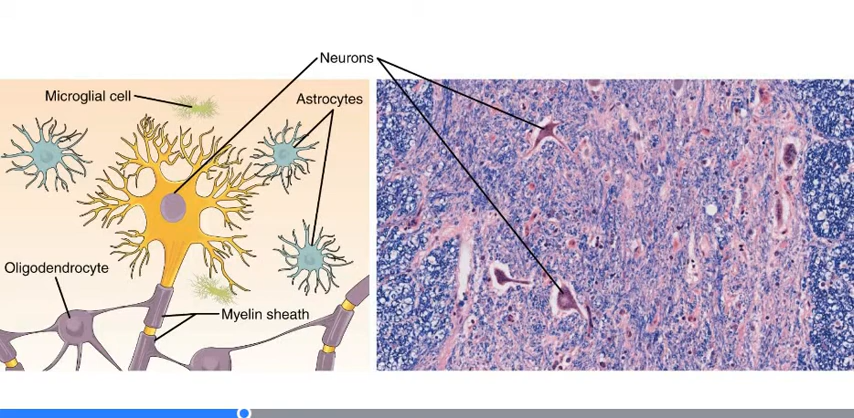 Neurons
Microglial cell
Astrocytes
Oligodendrocyte
Myelin sheath